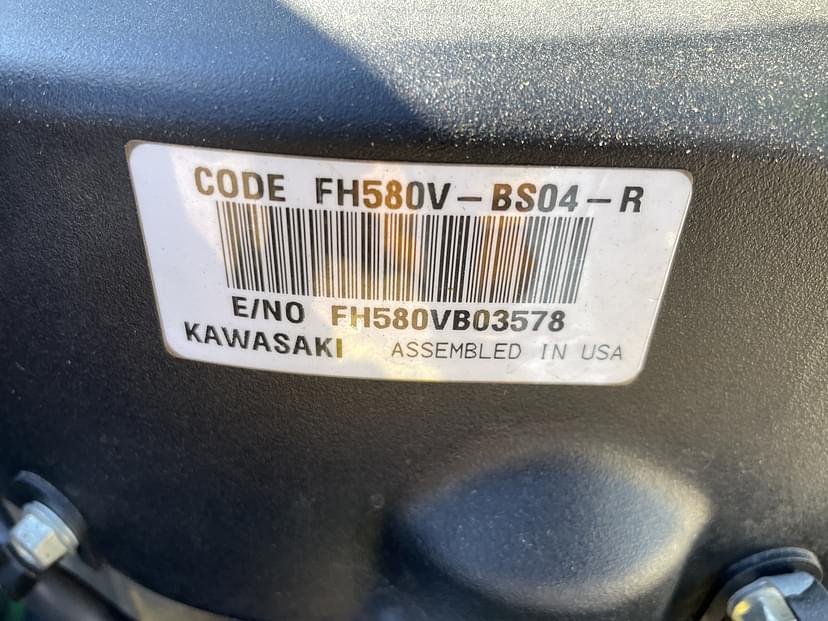 CODE FH580V-BS04-R
E/NO FH580VB03578
KAWASAKI ASSEMBLED IN USA